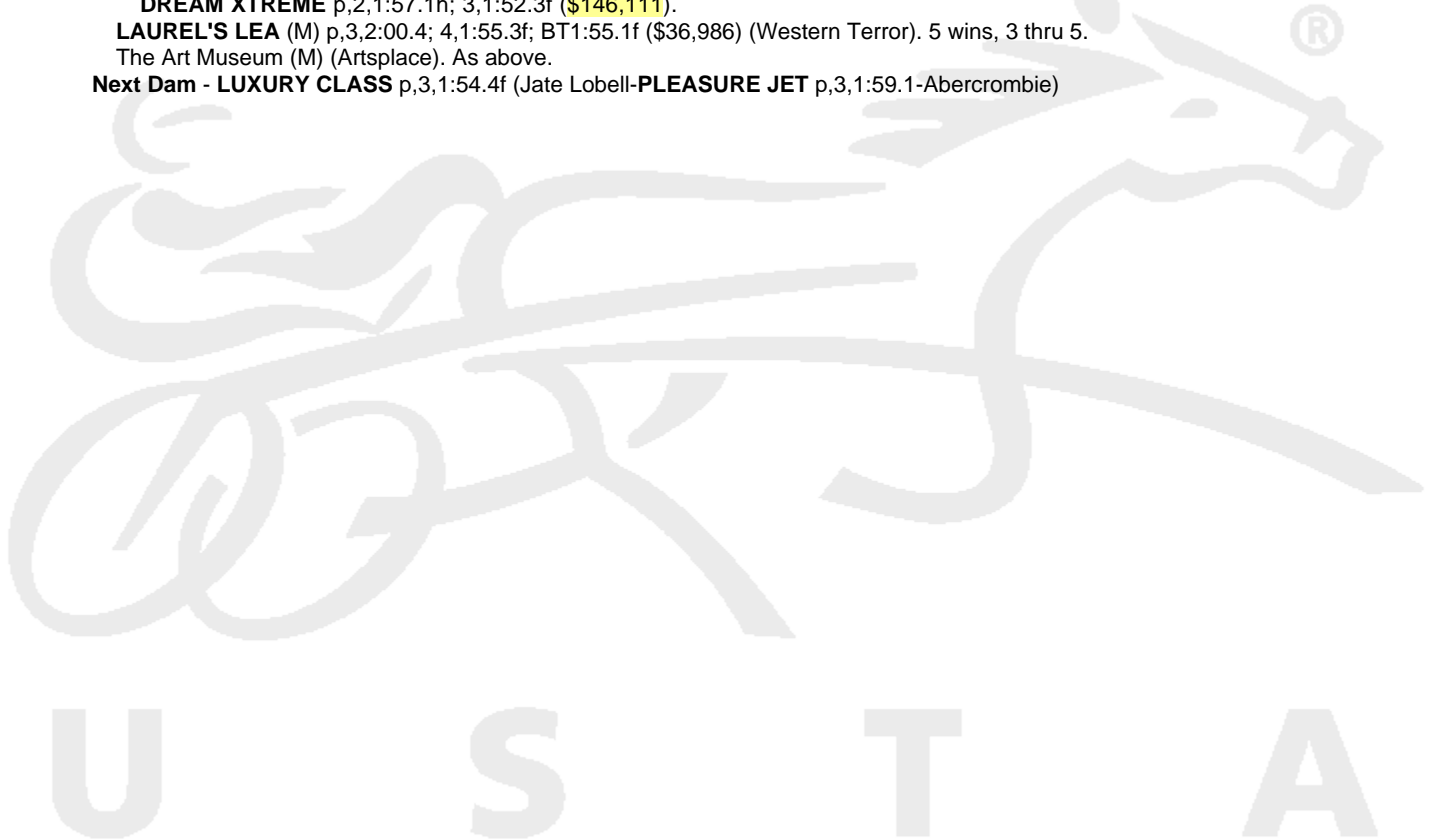 DREAM XTREME p,2,1:57.1h; 3,1:52.3f ($146,111).
LAUREL'S LEA (M) p,3,2:00.4; 4,1:55.3f; BT1:55.1f ($36,986) (Western Terror). 5 wins, 3 thru 5.
The Art Museum (M) (Artsplace). As above.
Next Dam - LUXURY CLASS p,3,1:54.4f (Jate Lobell-PLEASURE JET p,3,1:59.1-Abercrombie)
®
U S T A